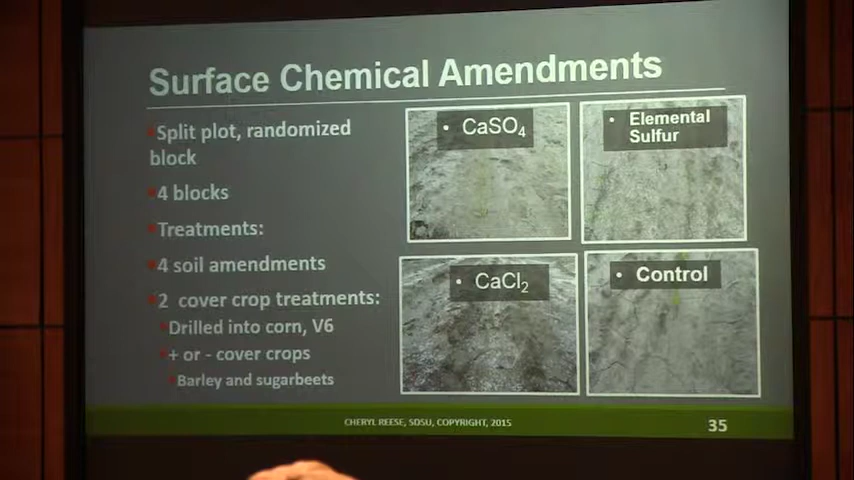 Surface Chemical Amendments
Split plot, randomized
block
4 blocks
Treatments:
4 soil amendments
2 cover crop treatments:
Drilled into corn, V6
+ or - cover crops
Barley and sugarbeets
• CaSO₄
• Elemental
Sulfur
• CaCl₂
• Control
CHERYL REESE, SDSU, COPYRIGHT, 2015
35